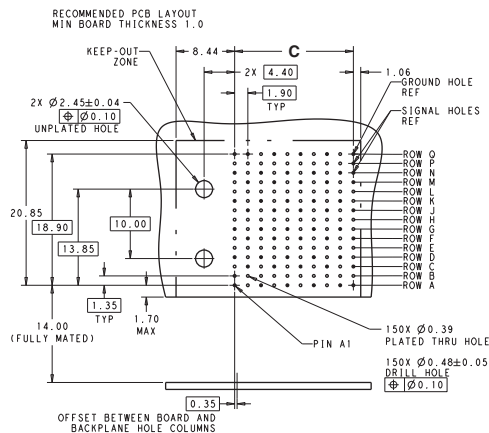 RECOMMENDED PCB LAYOUT
MIN BOARD THICKNESS 1.0
8.44
C
KEEP-OUT
ZONE
2X 4.40
1.06
1.90
TYP
GROUND HOLE
REF
2X Ø2.45±0.04
⌖ Ø0.10
UNPLATED HOLE
SIGNAL HOLES
REF
ROW Q
ROW P
ROW N
ROW M
ROW L
ROW K
ROW J
ROW H
ROW G
ROW F
ROW E
ROW D
ROW C
ROW B
ROW A
20.85
18.90
13.85
10.00
1.35
TYP
1.70
MAX
14.00
(FULLY MATED)
PIN A1
150X Ø0.39
PLATED THRU HOLE
150X Ø0.48±0.05
DRILL HOLE
⌖ Ø0.10
0.35
OFFSET BETWEEN BOARD AND
BACKPLANE HOLE COLUMNS